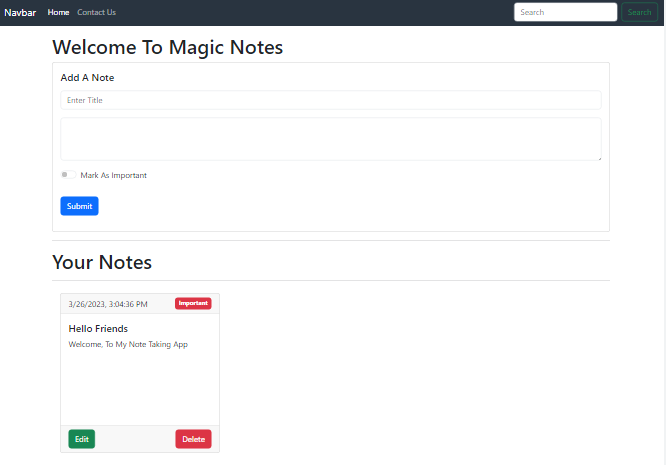 Navbar Home Contact Us Search Search
Welcome To Magic Notes
Add A Note
Enter Title
Mark As Important
Submit
Your Notes
3/26/2023, 3:04:36 PM Important
Hello Friends
Welcome, To My Note Taking App
Edit Delete